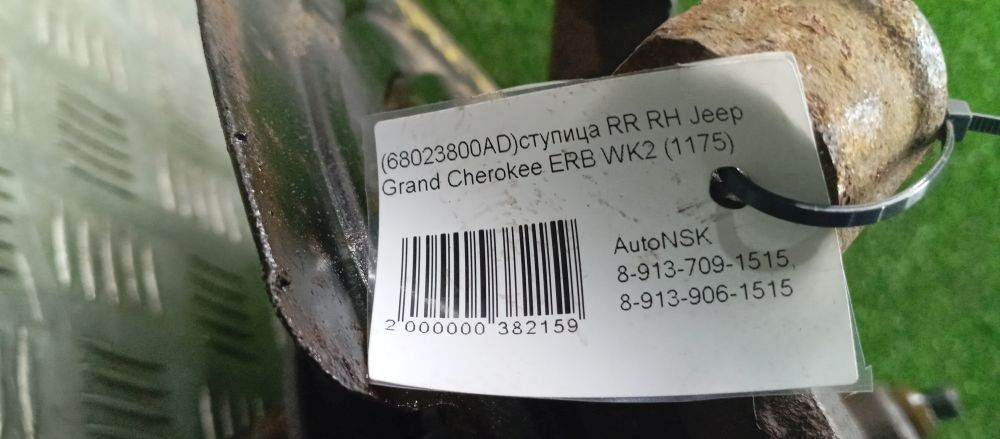 (68023800AD)ступица RR RH Jeep
Grand Cherokee ERB WK2 (1175)
AutoNSK
8-913-709-1515,
8-913-906-1515
2 000000 382159